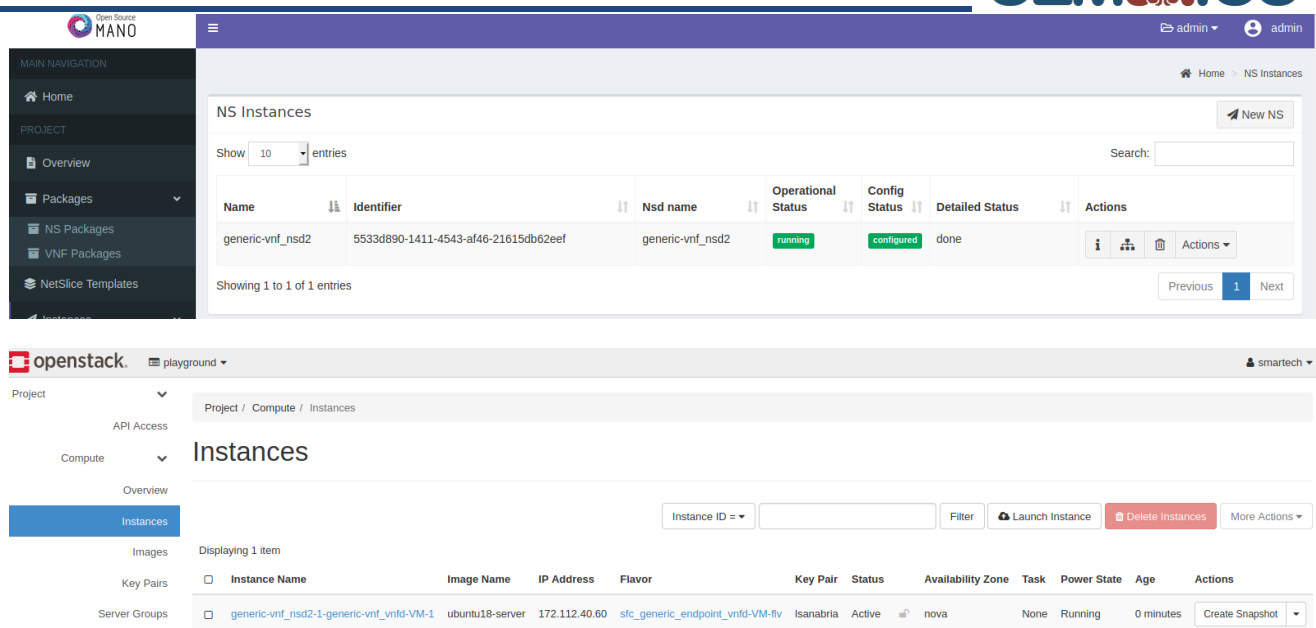 Open Source
MANO
admin
admin
MAIN NAVIGATION
Home > NS Instances
Home
NS Instances
New NS
PROJECT
Show 10 entries
Search:
Overview
Packages
Name
Identifier
Nsd name
Operational Status
Config Status
Detailed Status
Actions
NS Packages
generic-vnf_nsd2
5533d890-1411-4543-af46-21615db62eef
generic-vnf_nsd2
running
configured
done
Actions
VNF Packages
NetSlice Templates
Showing 1 to 1 of 1 entries
Previous 1 Next
Instances
openstack.
playground
smartech
Project
Project / Compute / Instances
API Access
Instances
Compute
Overview
Instances
Instance ID =
Filter
Launch Instance
Delete Instances
More Actions
Images
Displaying 1 item
Key Pairs
Instance Name
Image Name
IP Address
Flavor
Key Pair
Status
Availability Zone
Task
Power State
Age
Actions
Server Groups
generic-vnf_nsd2-1-generic-vnf_vnfd-VM-1
ubuntu18-server
172.112.40.60
sfc_generic_endpoint_vnfd-VM-flv
lsanabria
Active
nova
None
Running
0 minutes
Create Snapshot